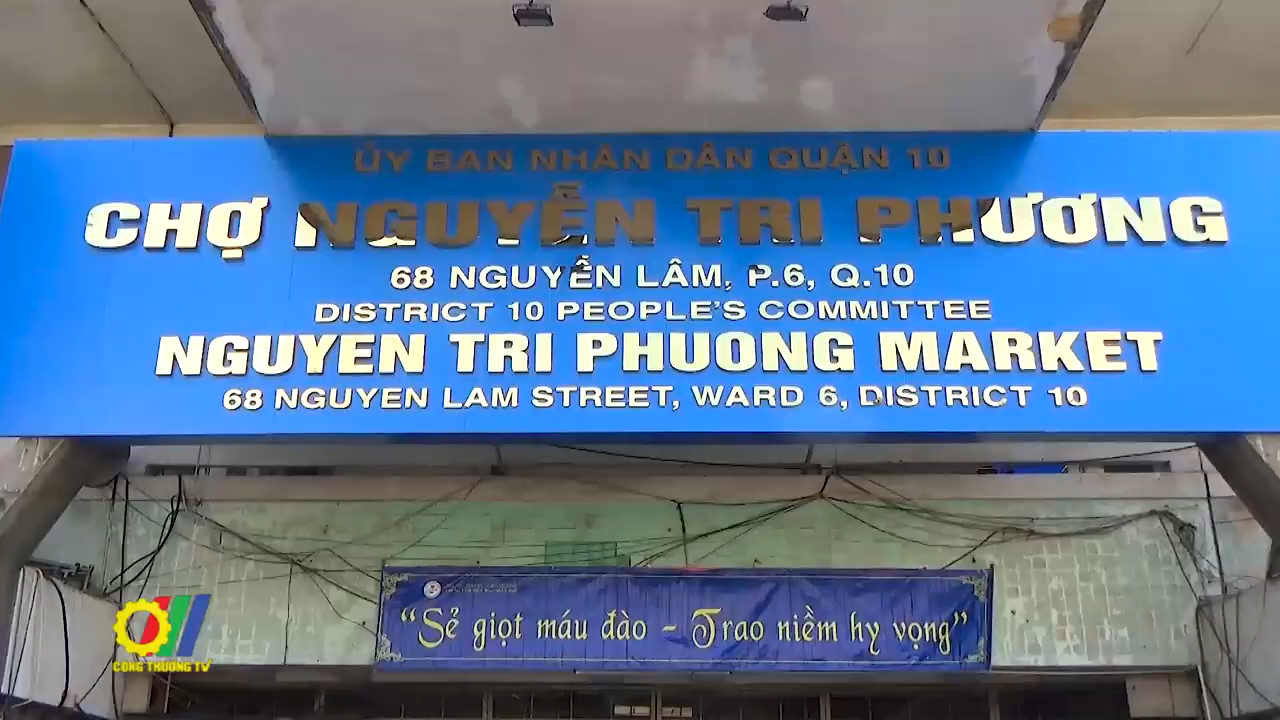 ỦY BAN NHÂN DÂN QUẬN 10
CHỢ NGUYỄN TRI PHƯƠNG
68 NGUYỄN LÂM, P.6, Q.10
DISTRICT 10 PEOPLE'S COMMITTEE
NGUYEN TRI PHUONG MARKET
68 NGUYEN LAM STREET, WARD 6, DISTRICT 10
“Sẻ giọt máu đào - Trao niềm hy vọng”
CÔNG THƯƠNG TV